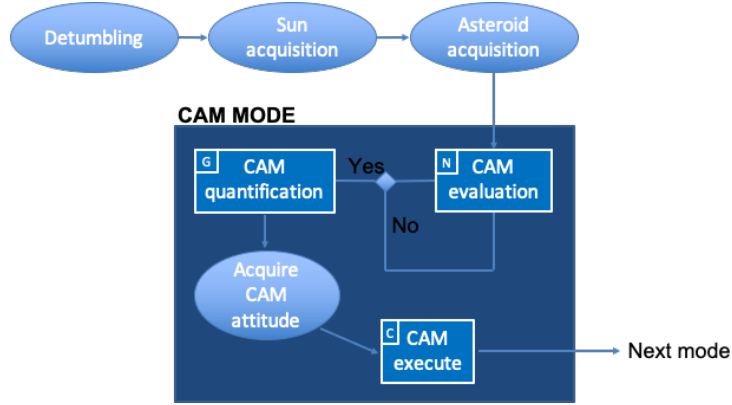 Detumbling
Sun
acquisition
Asteroid
acquisition
CAM MODE
G
CAM
quantification
Yes
N
CAM
evaluation
No
Acquire
CAM
attitude
C
CAM
execute
Next mode